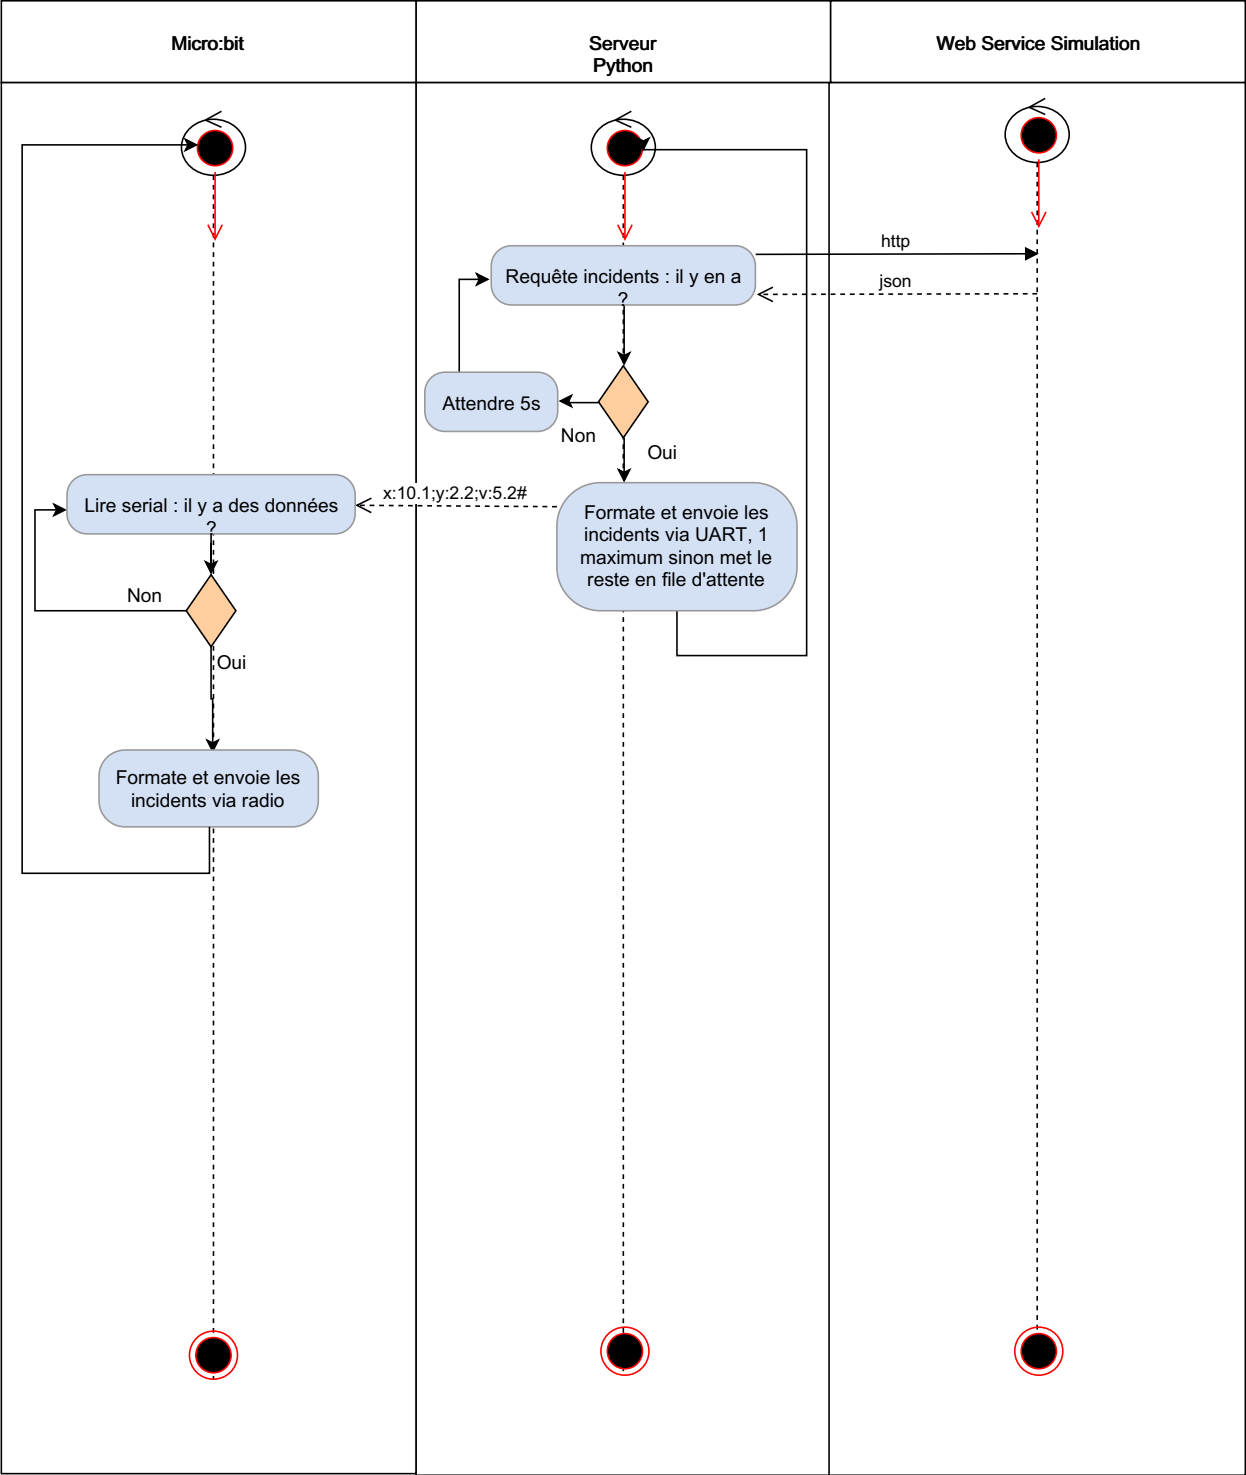 Micro:bit
Serveur
Python
Web Service Simulation
http
Requête incidents : il y en a
?
json
Attendre 5s
Non
Oui
x:10.1;y:2.2;v:5.2#
Lire serial : il y a des données
?
Formate et envoie les
incidents via UART, 1
maximum sinon met le
reste en file d'attente
Non
Oui
Formate et envoie les
incidents via radio